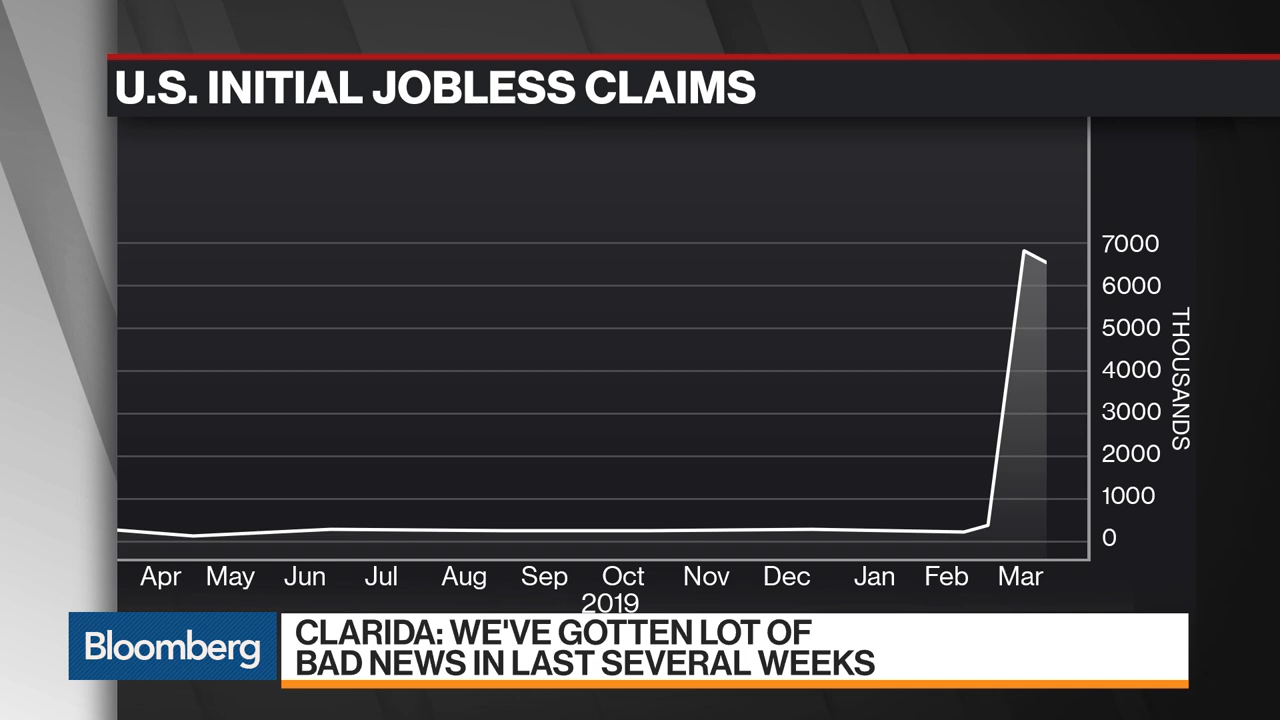 U.S. INITIAL JOBLESS CLAIMS
7000
6000
5000
4000
3000
2000
1000
0
THOUSANDS
Apr May Jun Jul Aug Sep Oct Nov Dec Jan Feb Mar
2019
Bloomberg
CLARIDA: WE'VE GOTTEN LOT OF
BAD NEWS IN LAST SEVERAL WEEKS